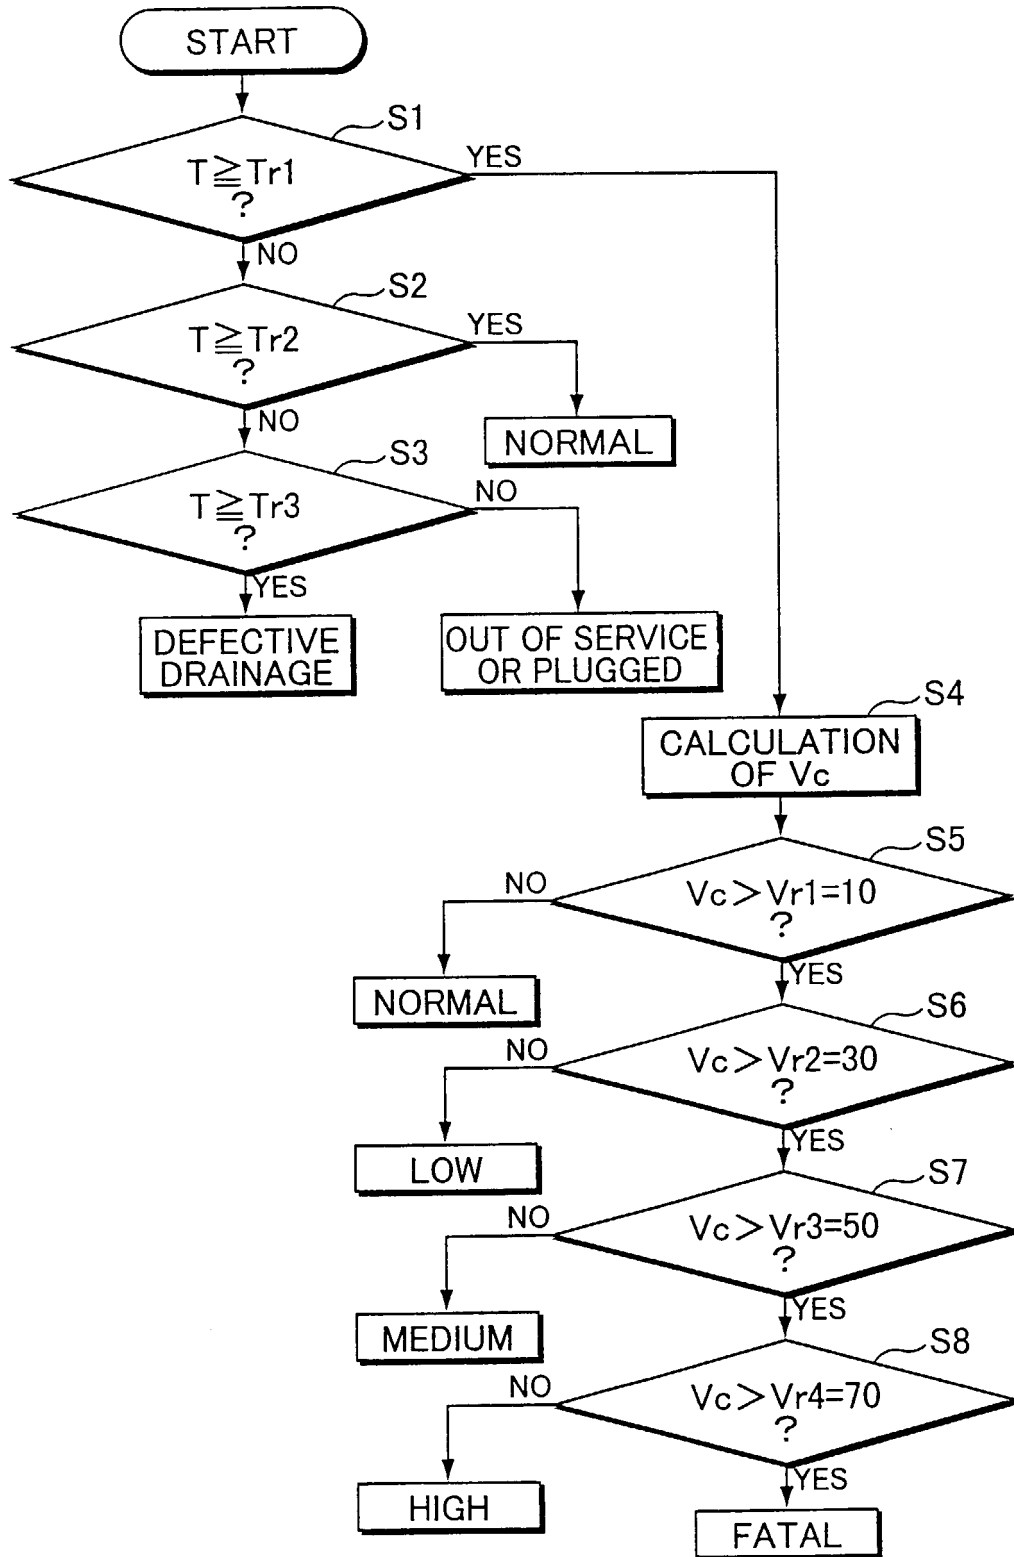 START
S1
T≧Tr1
?
YES
NO
S2
T≧Tr2
?
YES
NO
NORMAL
S3
T≧Tr3
?
NO
YES
DEFECTIVE
DRAINAGE
OUT OF SERVICE
OR PLUGGED
S4
CALCULATION
OF Vc
S5
Vc>Vr1=10
?
NO
YES
NORMAL
S6
Vc>Vr2=30
?
NO
YES
LOW
S7
Vc>Vr3=50
?
NO
YES
MEDIUM
S8
Vc>Vr4=70
?
NO
YES
HIGH
FATAL